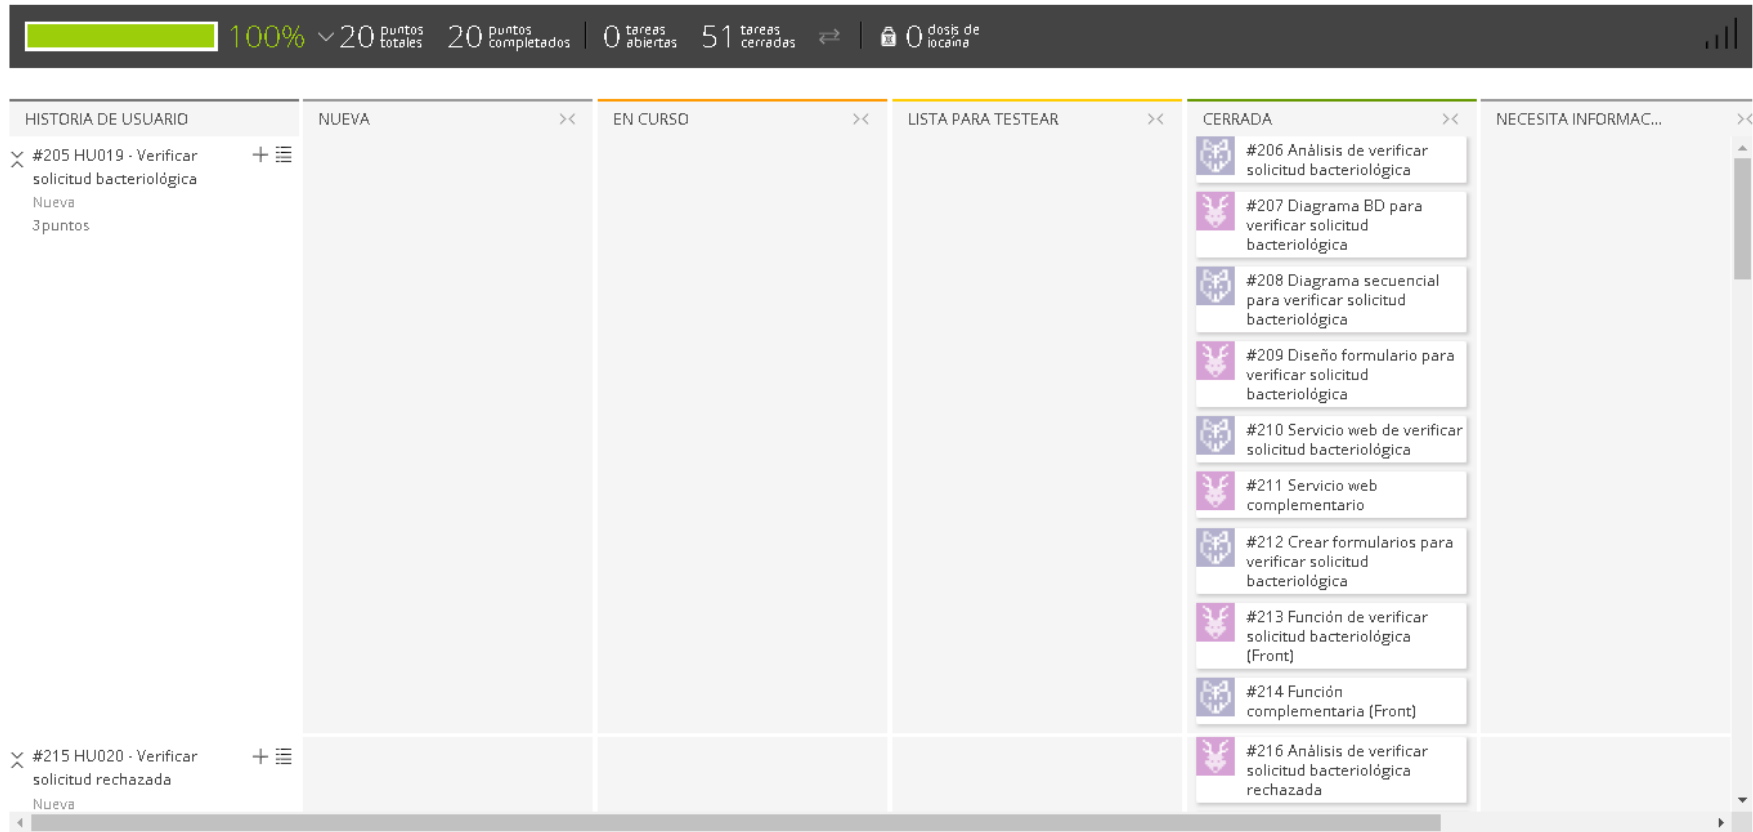 100% 20 puntos totales 20 puntos completados 0 tareas abiertas 51 tareas cerradas 0 dosis de iocaína
HISTORIA DE USUARIO NUEVA EN CURSO LISTA PARA TESTEAR CERRADA NECESITA INFORMAC...
#205 HU019 - Verificar
solicitud bacteriológica
Nueva
3 puntos
#206 Análisis de verificar
solicitud bacteriológica
#207 Diagrama BD para
verificar solicitud
bacteriológica
#208 Diagrama secuencial
para verificar solicitud
bacteriológica
#209 Diseño formulario para
verificar solicitud
bacteriológica
#210 Servicio web de verificar
solicitud bacteriológica
#211 Servicio web
complementario
#212 Crear formularios para
verificar solicitud
bacteriológica
#213 Función de verificar
solicitud bacteriológica
(Front)
#214 Función
complementaria (Front)
#215 HU020 - Verificar
solicitud rechazada
Nueva
#216 Análisis de verificar
solicitud bacteriológica
rechazada